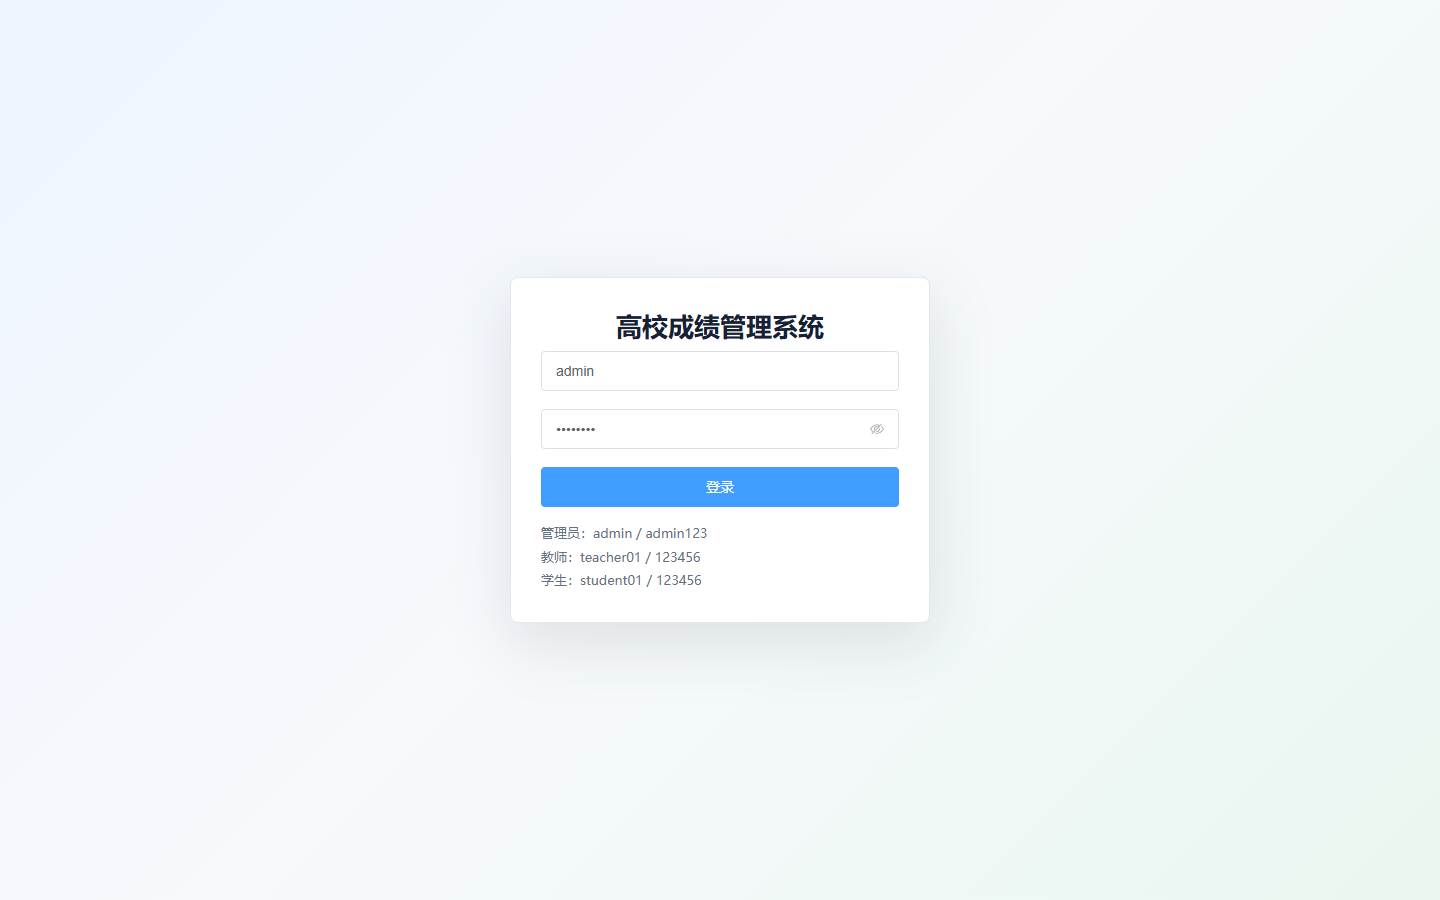 高校成绩管理系统
admin
••••••••
登录
管理员：admin / admin123
教师：teacher01 / 123456
学生：student01 / 123456